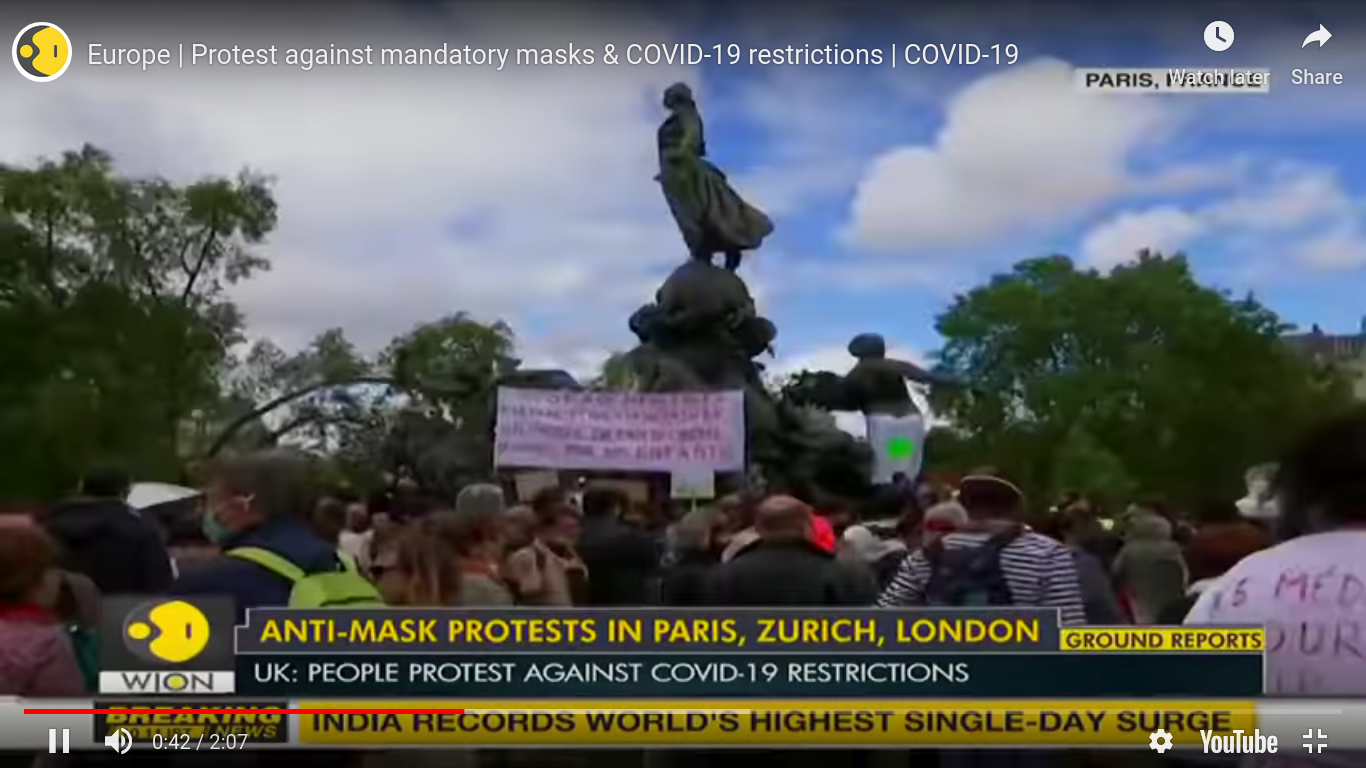 Europe | Protest against mandatory masks & COVID-19 restrictions | COVID-19
Watch later
Share
PARIS, FRANCE
ENFANTS
ANTI-MASK PROTESTS IN PARIS, ZURICH, LONDON
GROUND REPORTS
WION
UK: PEOPLE PROTEST AGAINST COVID-19 RESTRICTIONS
BREAKING
NEWS
INDIA RECORDS WORLD'S HIGHEST SINGLE-DAY SURGE
0:42 / 2:07
YouTube